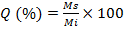 Q (%) = Ms/Mi × 100